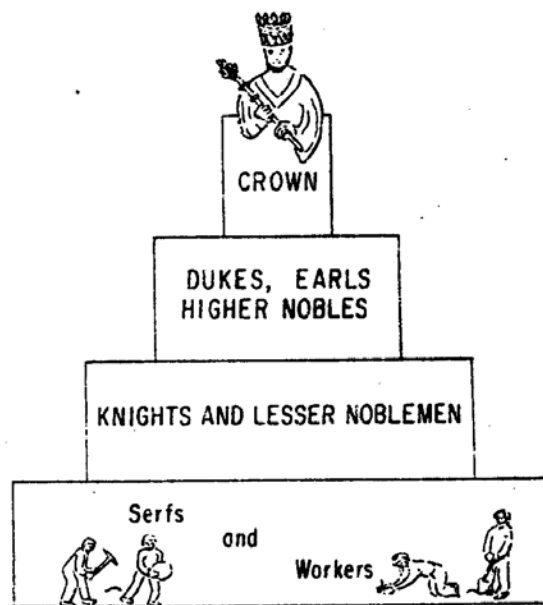 CROWN
DUKES, EARLS
HIGHER NOBLES
KNIGHTS AND LESSER NOBLEMEN
Serfs
and
Workers